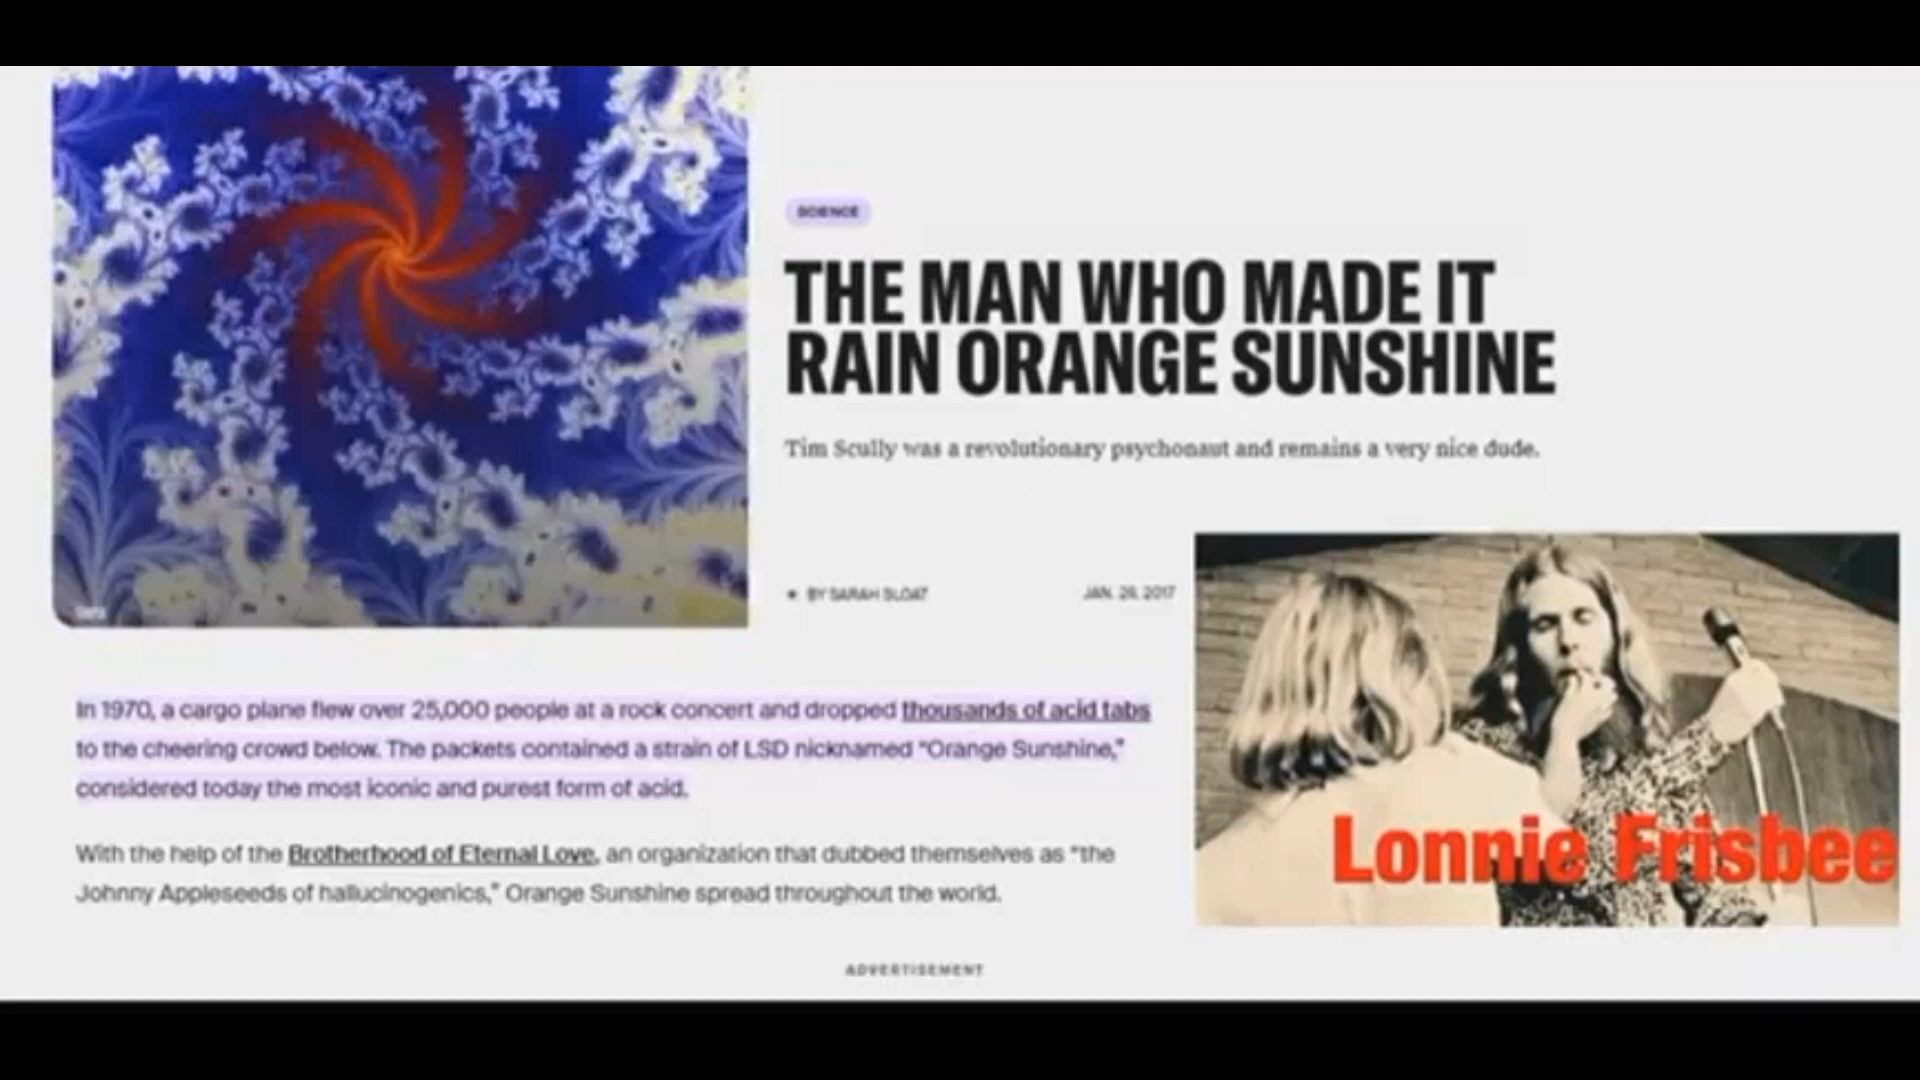 SCIENCE
THE MAN WHO MADE IT
RAIN ORANGE SUNSHINE
Tim Scully was a revolutionary psychonaut and remains a very nice dude.
BY SARAH SLOAT
JAN. 2017
In 1970, a cargo plane flew over 25,000 people at a rock concert and dropped thousands of acid tabs
to the cheering crowd below. The packets contained a strain of LSD nicknamed “Orange Sunshine,”
considered today the most iconic and purest form of acid.
With the help of the Brotherhood of Eternal Love, an organization that dubbed themselves as “the
Johnny Appleseeds of hallucinogenics,” Orange Sunshine spread throughout the world.
Lonnie Frisbee
ADVERTISEMENT